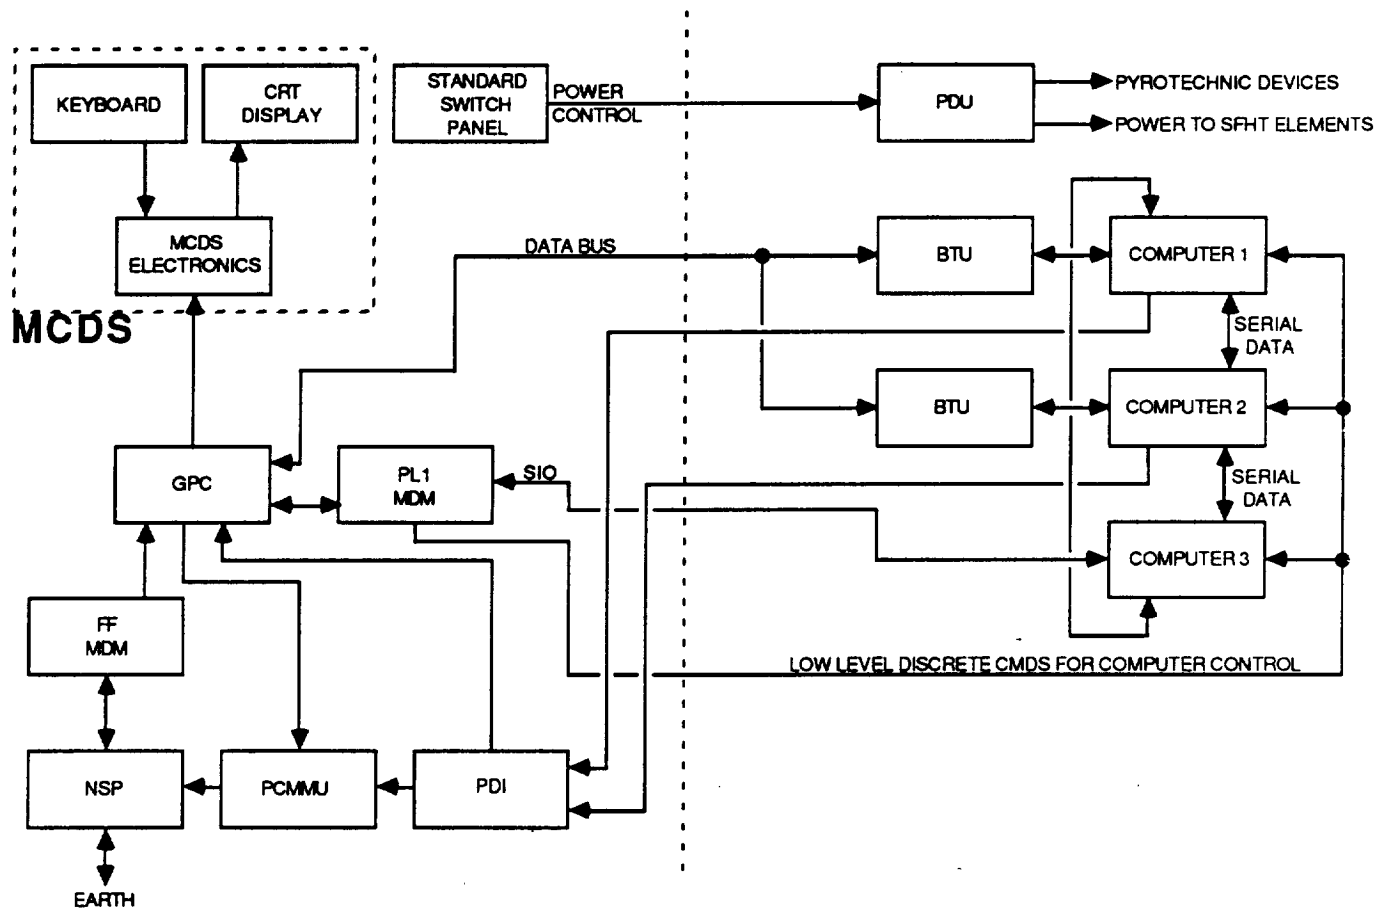 KEYBOARD
CRT
DISPLAY
STANDARD
SWITCH
PANEL
POWER
CONTROL
PDU
PYROTECHNIC DEVICES
POWER TO SFHT ELEMENTS
MCDS
ELECTRONICS
MCDS
DATA BUS
BTU
COMPUTER 1
SERIAL
DATA
BTU
COMPUTER 2
SERIAL
DATA
GPC
PL1
MDM
SIO
COMPUTER 3
FF
MDM
LOW LEVEL DISCRETE CMDS FOR COMPUTER CONTROL
NSP
PCMMU
PDI
EARTH